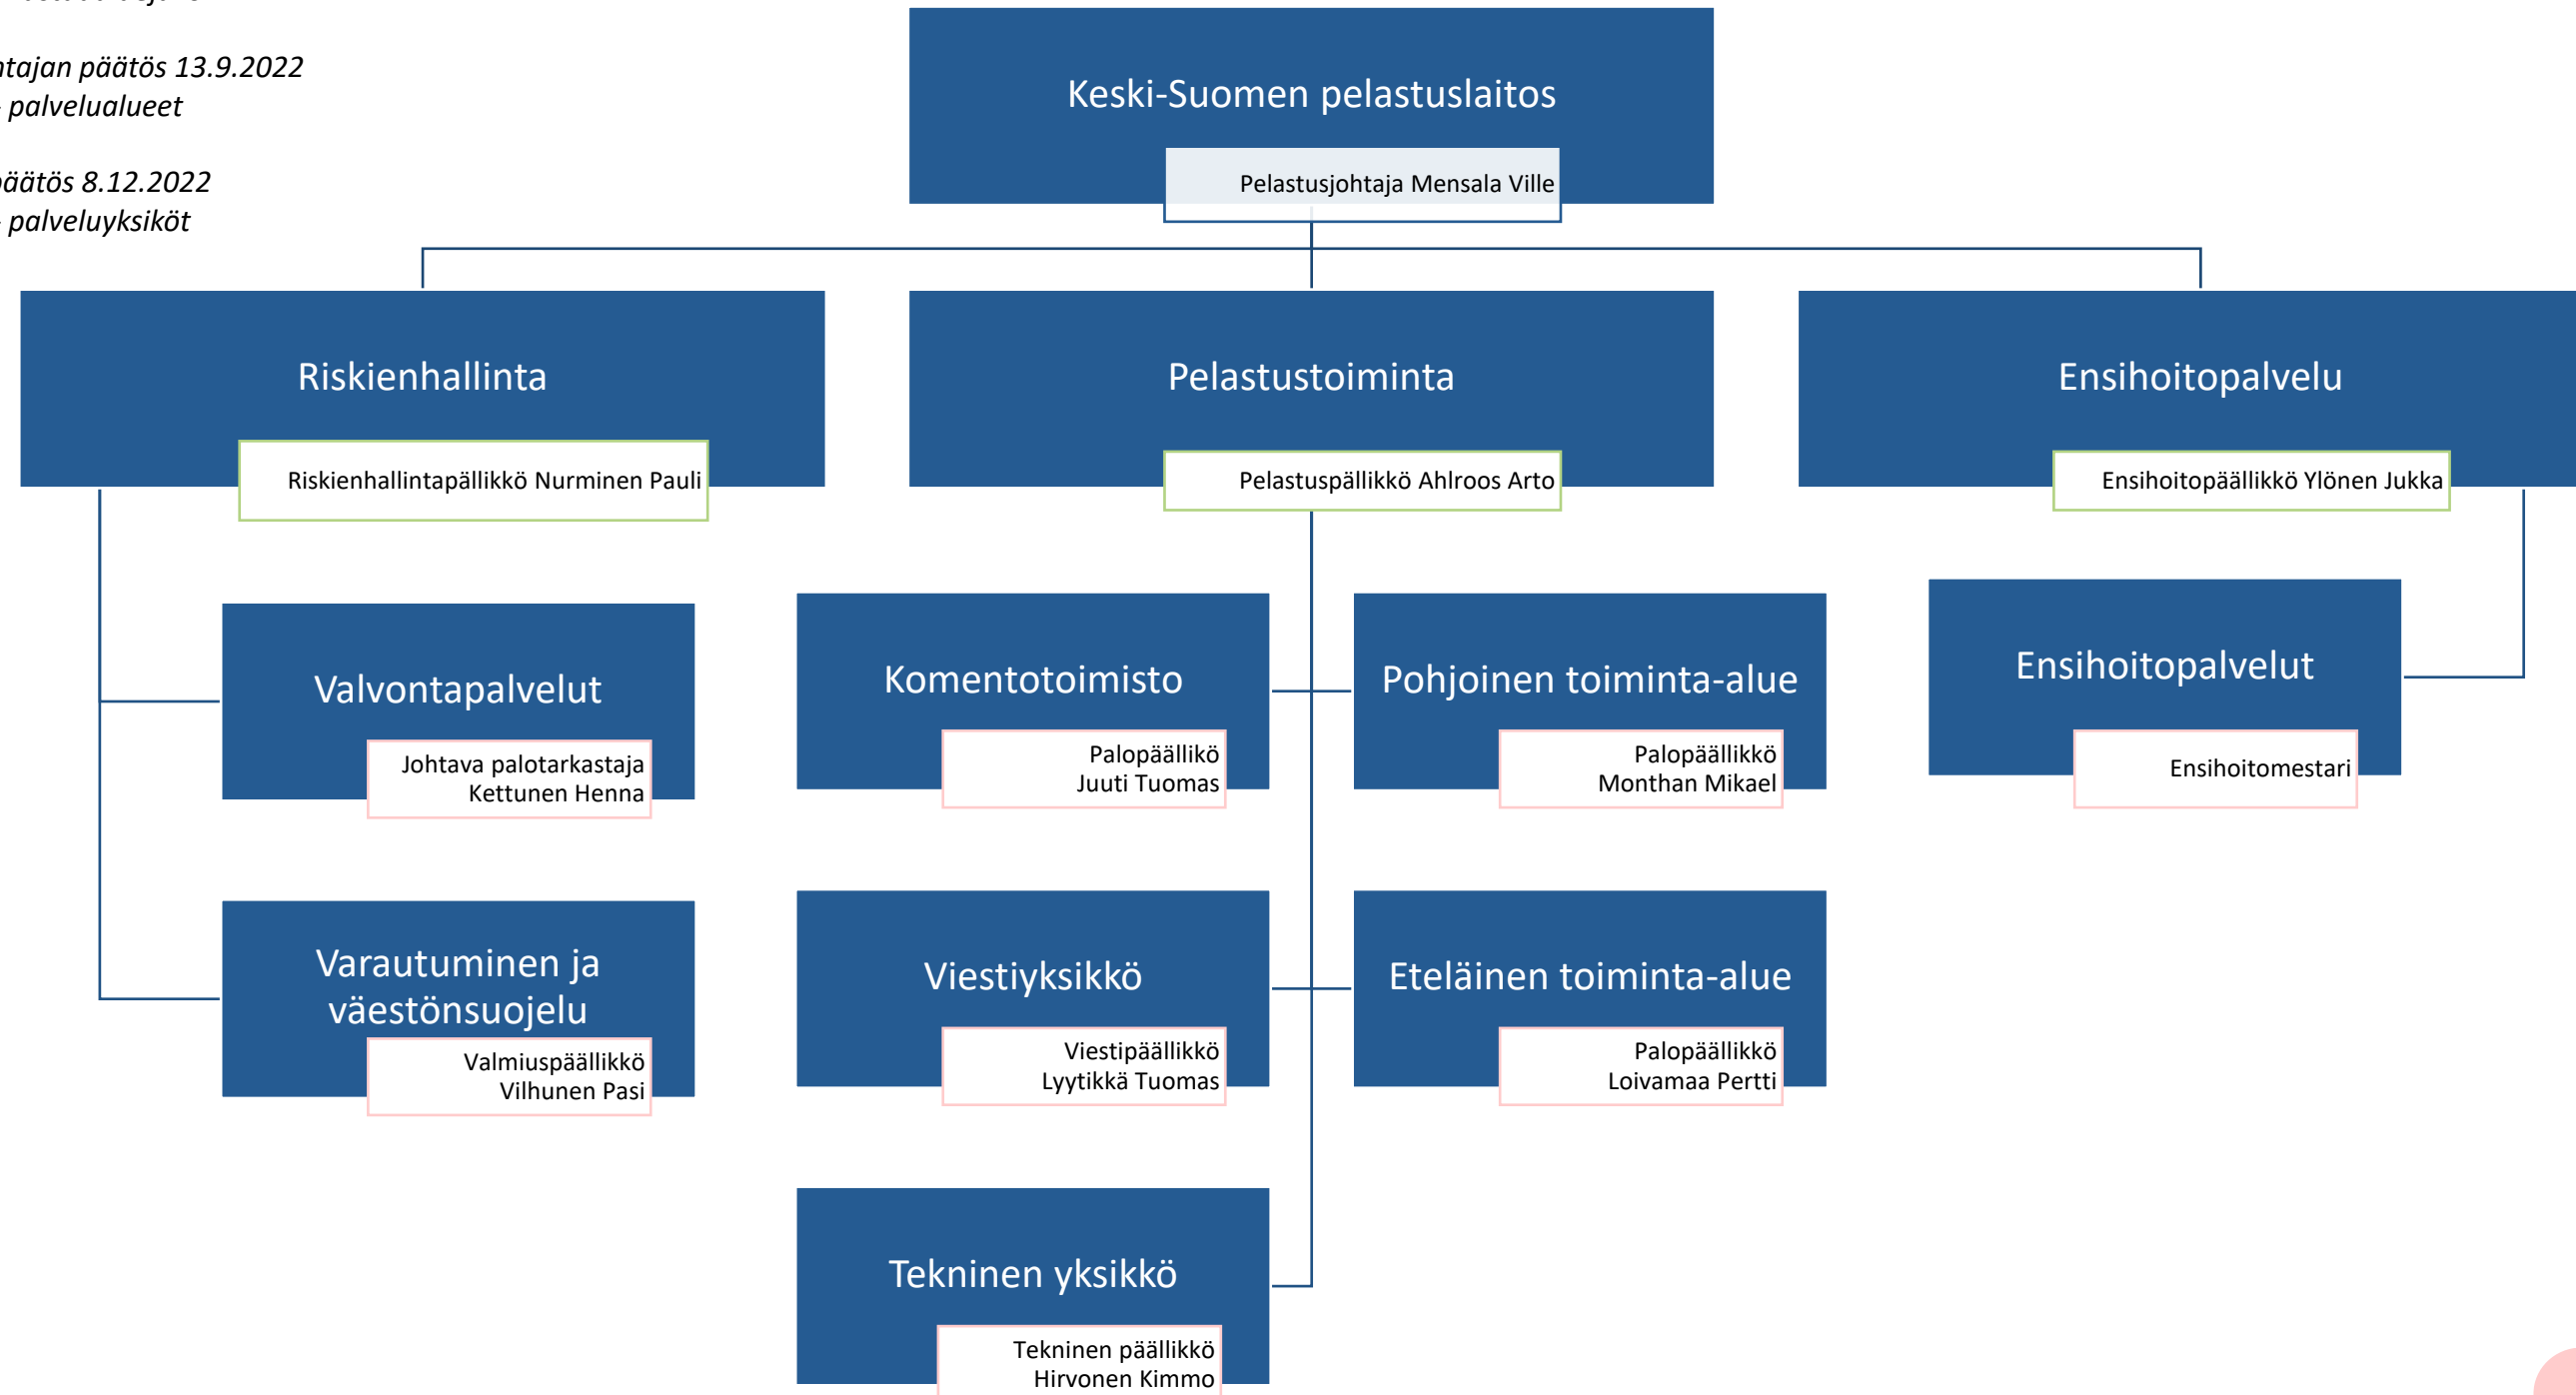 ntajan päätös 13.9.2022
- palvelualueet
päätös 8.12.2022
- palveluyksiköt
Keski-Suomen pelastuslaitos
Pelastusjohtaja Mensala Ville
Riskienhallinta
Riskienhallintapällikkö Nurminen Pauli
Pelastustoiminta
Pelastuspällikkö Ahlroos Arto
Ensihoitopalvelu
Ensihoitopäällikkö Ylönen Jukka
Valvontapalvelut
Johtava palotarkastaja
Kettunen Henna
Varautuminen ja
väestönsuojelu
Valmiuspäällikkö
Vilhunen Pasi
Komentotoimisto
Palopäällikö
Juuti Tuomas
Pohjoinen toiminta-alue
Palopäällikkö
Monthan Mikael
Viestiyksikkö
Viestipäällikkö
Lyytikkä Tuomas
Eteläinen toiminta-alue
Palopäällikkö
Loivamaa Pertti
Tekninen yksikkö
Tekninen päällikkö
Hirvonen Kimmo
Ensihoitopalvelut
Ensihoitomestari